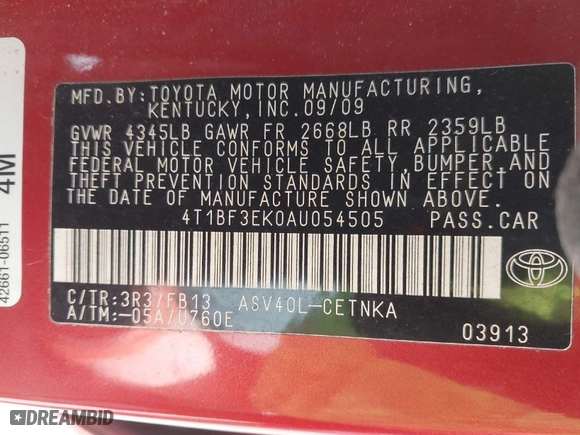 MFD.BY:TOYOTA MOTOR MANUFACTURING,
KENTUCKY,INC.09/09
GVWR 4345LB GAWR FR 2668LB RR 2359LB
THIS VEHICLE CONFORMS TO ALL APPLICABLE
FEDERAL MOTOR VEHICLE SAFETY, BUMPER,AND
THEFT PREVENTION STANDARDS IN EFFECT ON
THE DATE OF MANUFACTURE SHOWN ABOVE.
4T1BF3EK0AU054505 PASS.CAR
C/TR:3R3/FB13 ASV40L-CETNKA
A/TM:-05A/U760E
03913
42661-06511 4M
DREAMBID